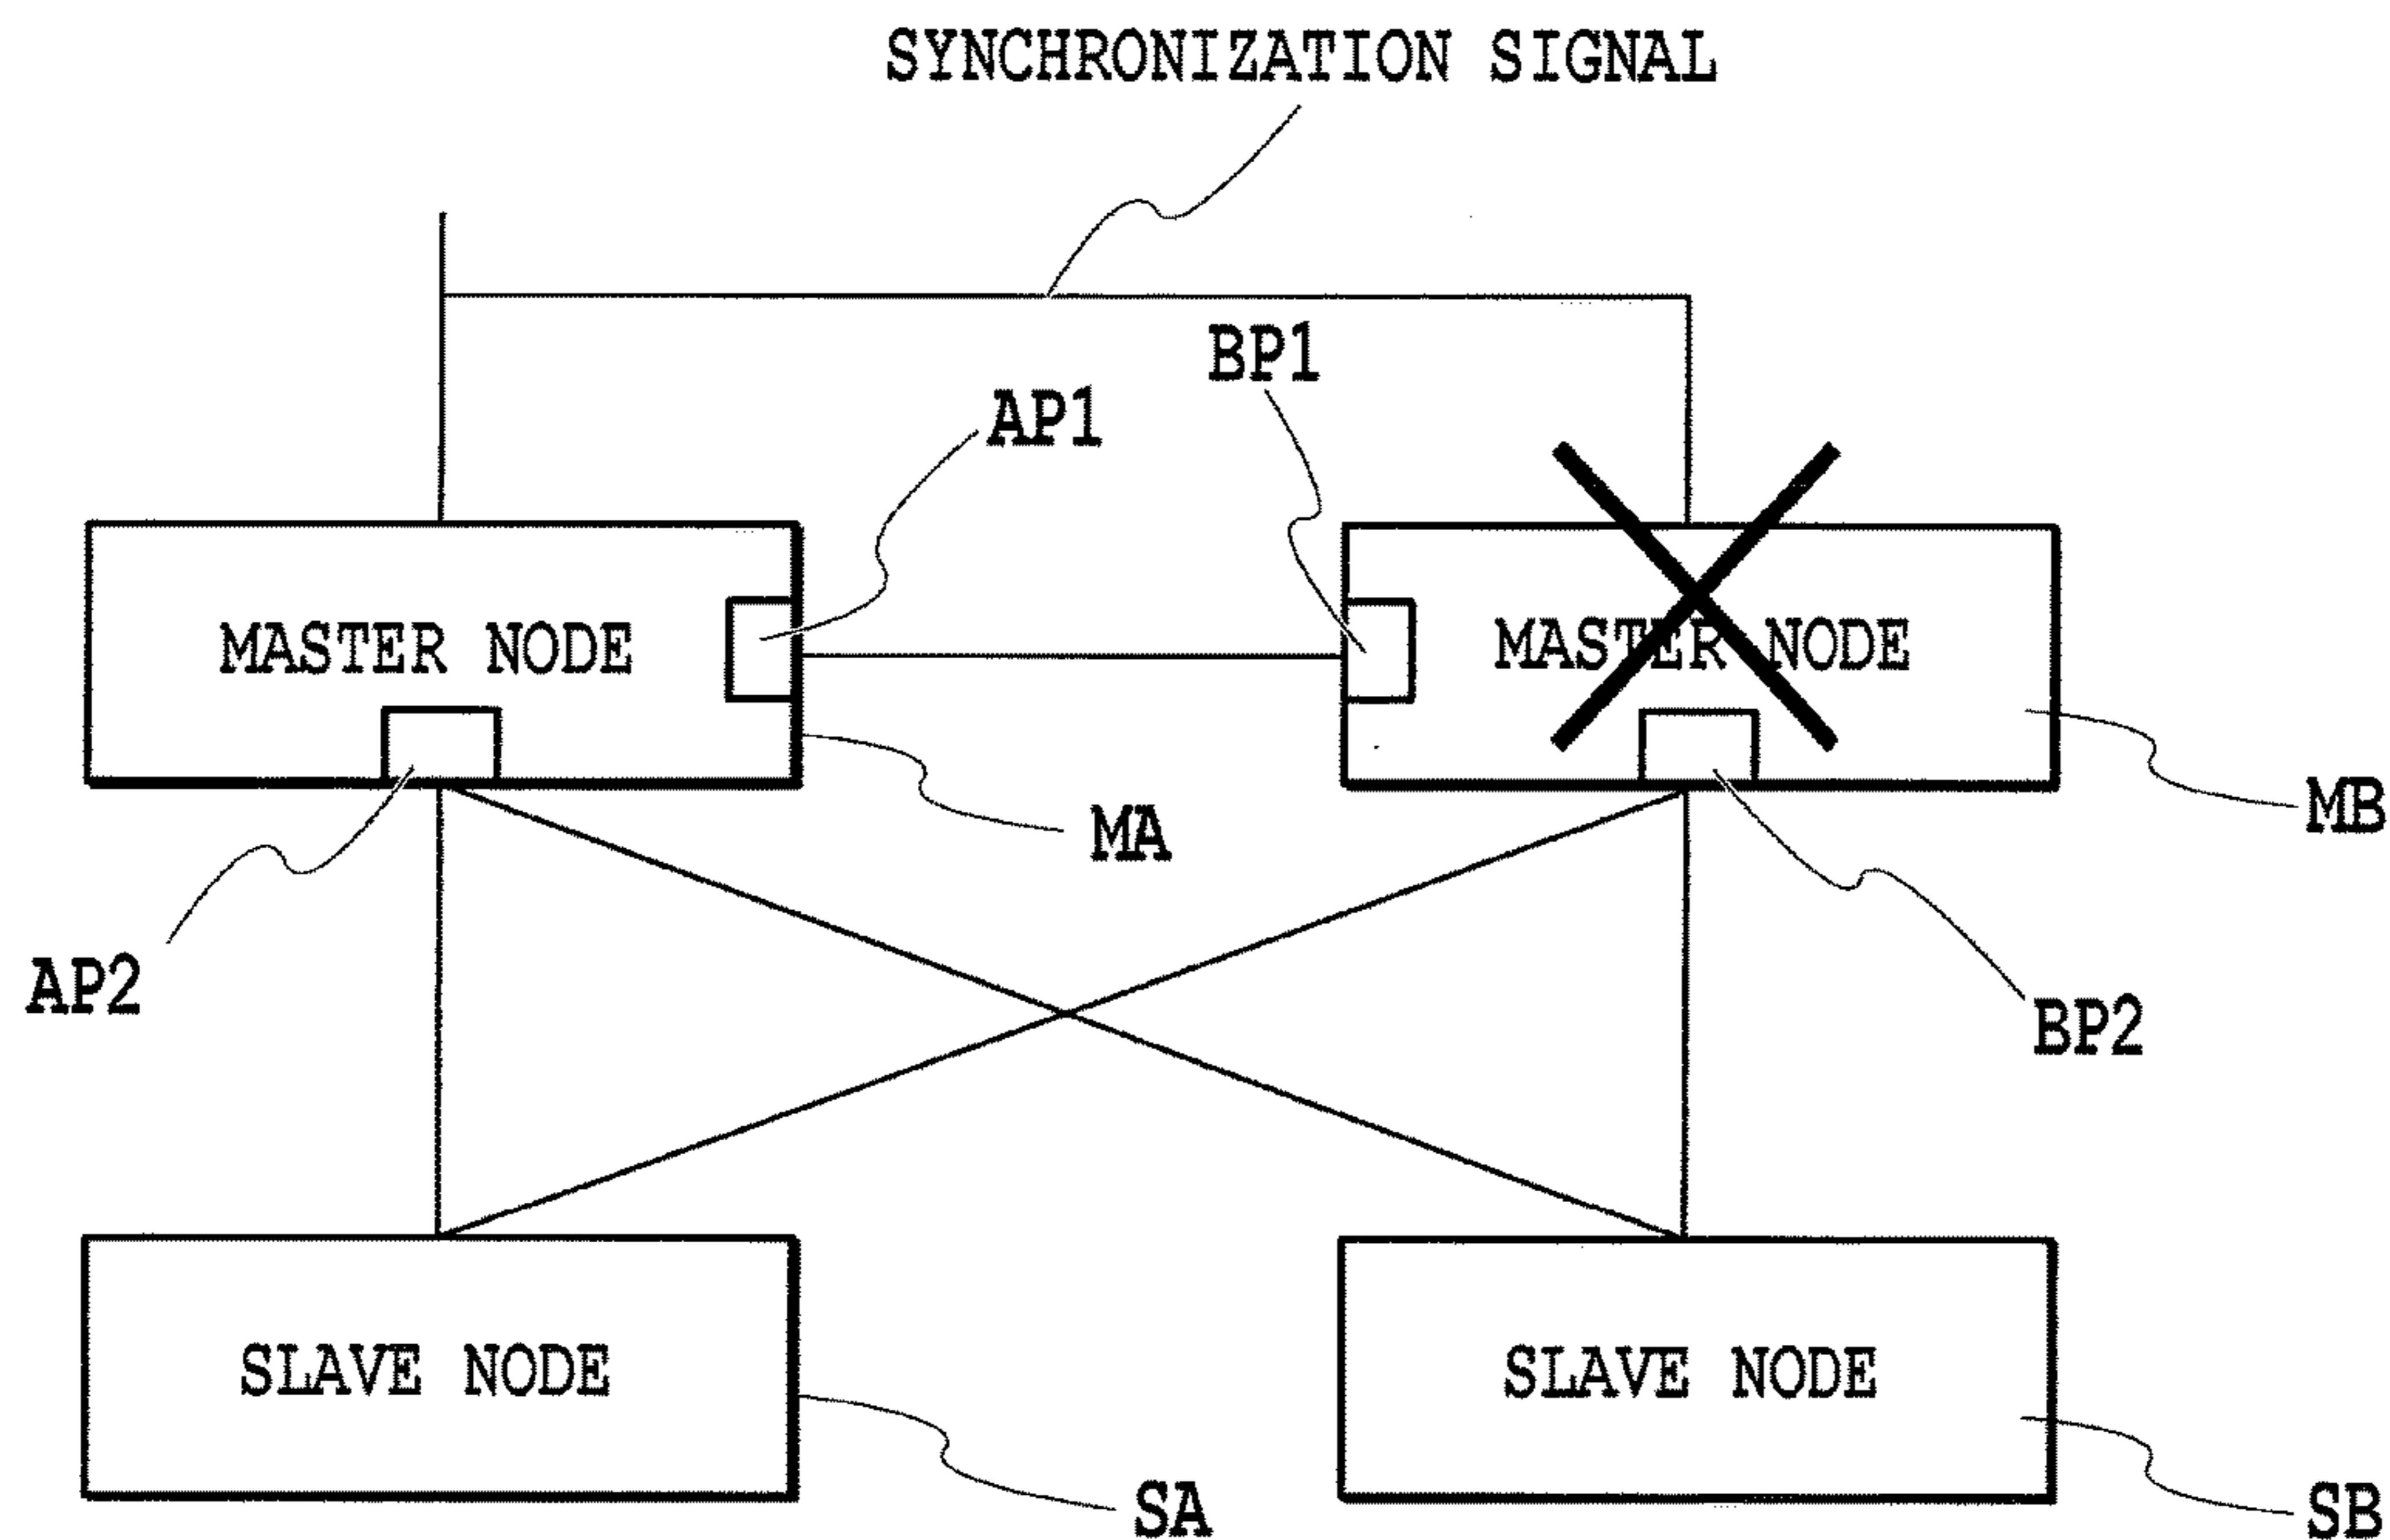 SYNCHRONIZATION SIGNAL
BP1
AP1
MASTER NODE
MASTER NODE
MA
MB
AP2
BP2
SLAVE NODE
SLAVE NODE
SA
SB